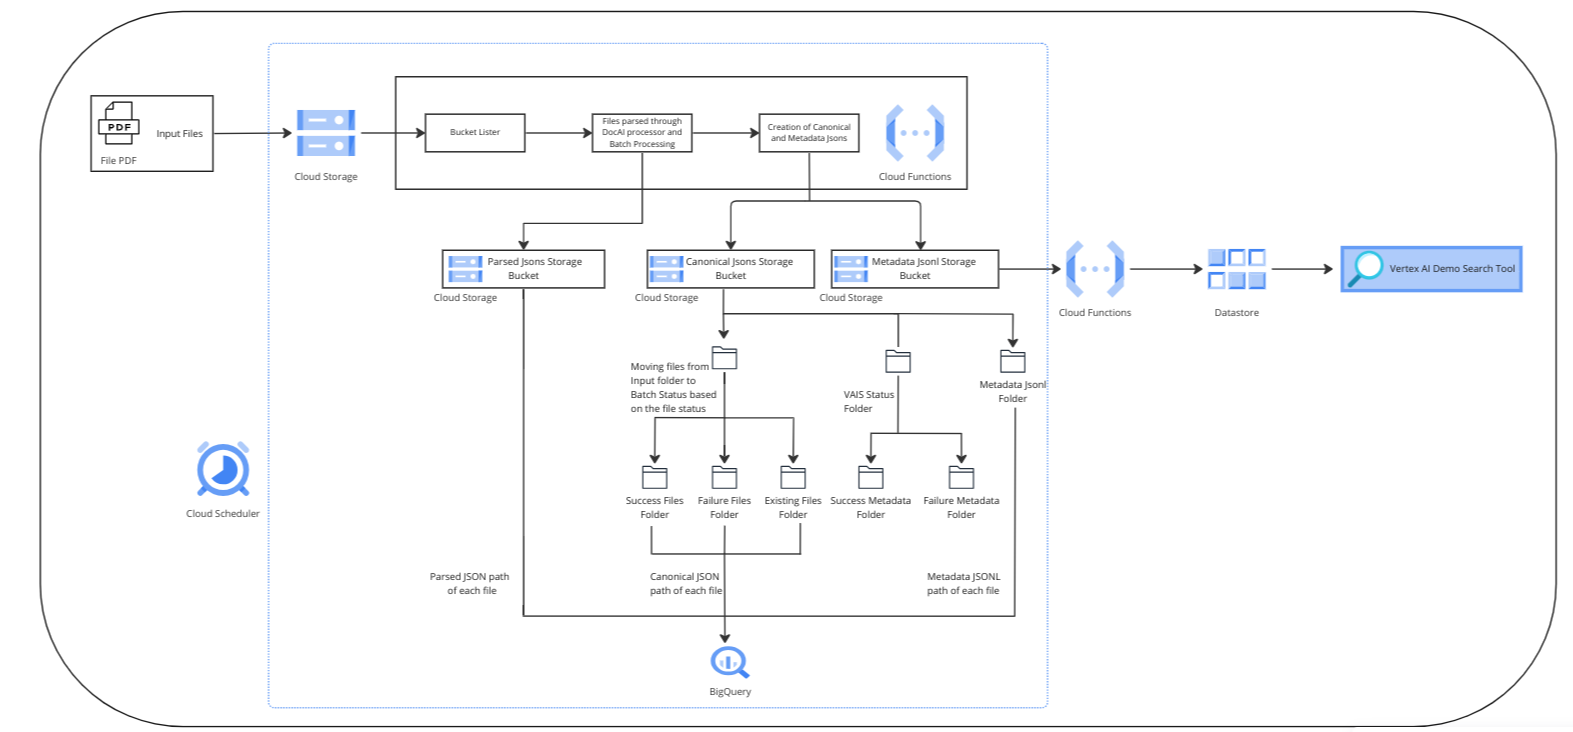 PDF
Input Files
File PDF
Cloud Storage
Bucket Lister
Files parsed through
DocAI processor and
Batch Processing
Creation of Canonical
and Metadata Jsons
Cloud Functions
Parsed Jsons Storage
Bucket
Cloud Storage
Canonical Jsons Storage
Bucket
Cloud Storage
Metadata Jsonl Storage
Bucket
Cloud Storage
Cloud Functions
Datastore
Vertex AI Demo Search Tool
Moving files from
Input folder to
Batch Status based
on the file status
VAIS Status
Folder
Metadata Jsonl
Folder
Cloud Scheduler
Success Files
Folder
Failure Files
Folder
Existing Files
Folder
Success Metadata
Folder
Failure Metadata
Folder
Parsed JSON path
of each file
Canonical JSON
path of each file
Metadata JSONL
path of each file
BigQuery